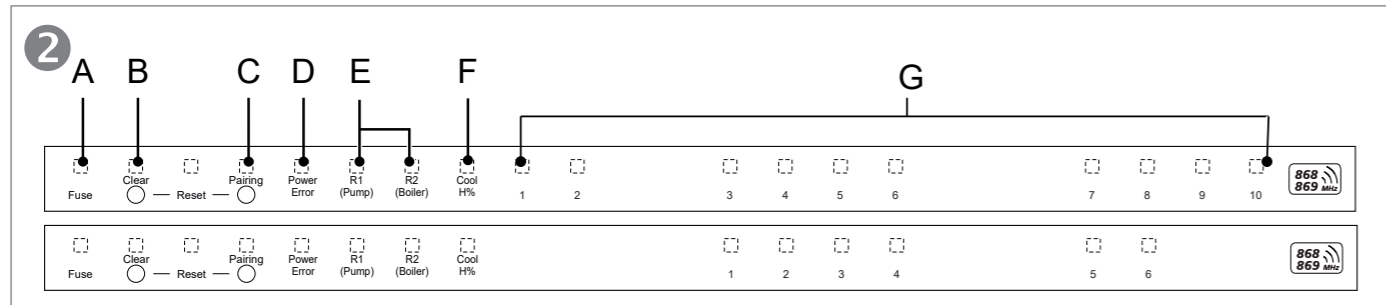 2
A B C D E F G
Fuse Clear Reset Pairing Power Error R1 (Pump) R2 (Boiler) Cool H% 1 2 3 4 5 6 7 8 9 10 868 869 MHz
Fuse Clear Reset Pairing Power Error R1 (Pump) R2 (Boiler) Cool H% 1 2 3 4 5 6 868 869 MHz